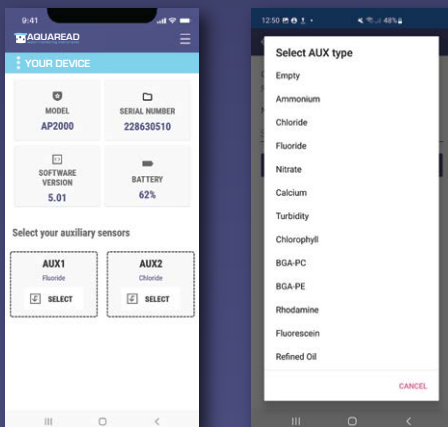 9:41
AQUAREAD
YOUR DEVICE
MODEL
AP2000
SERIAL NUMBER
228630510
SOFTWARE
VERSION
5.01
BATTERY
62%
Select your auxiliary sensors
AUX1
Fluoride
SELECT
AUX2
Chloride
SELECT
12:50
48%
Select AUX type
Empty
Ammonium
Chloride
Fluoride
Nitrate
Calcium
Turbidity
Chlorophyll
BGA-PC
BGA-PE
Rhodamine
Fluorescein
Refined Oil
CANCEL